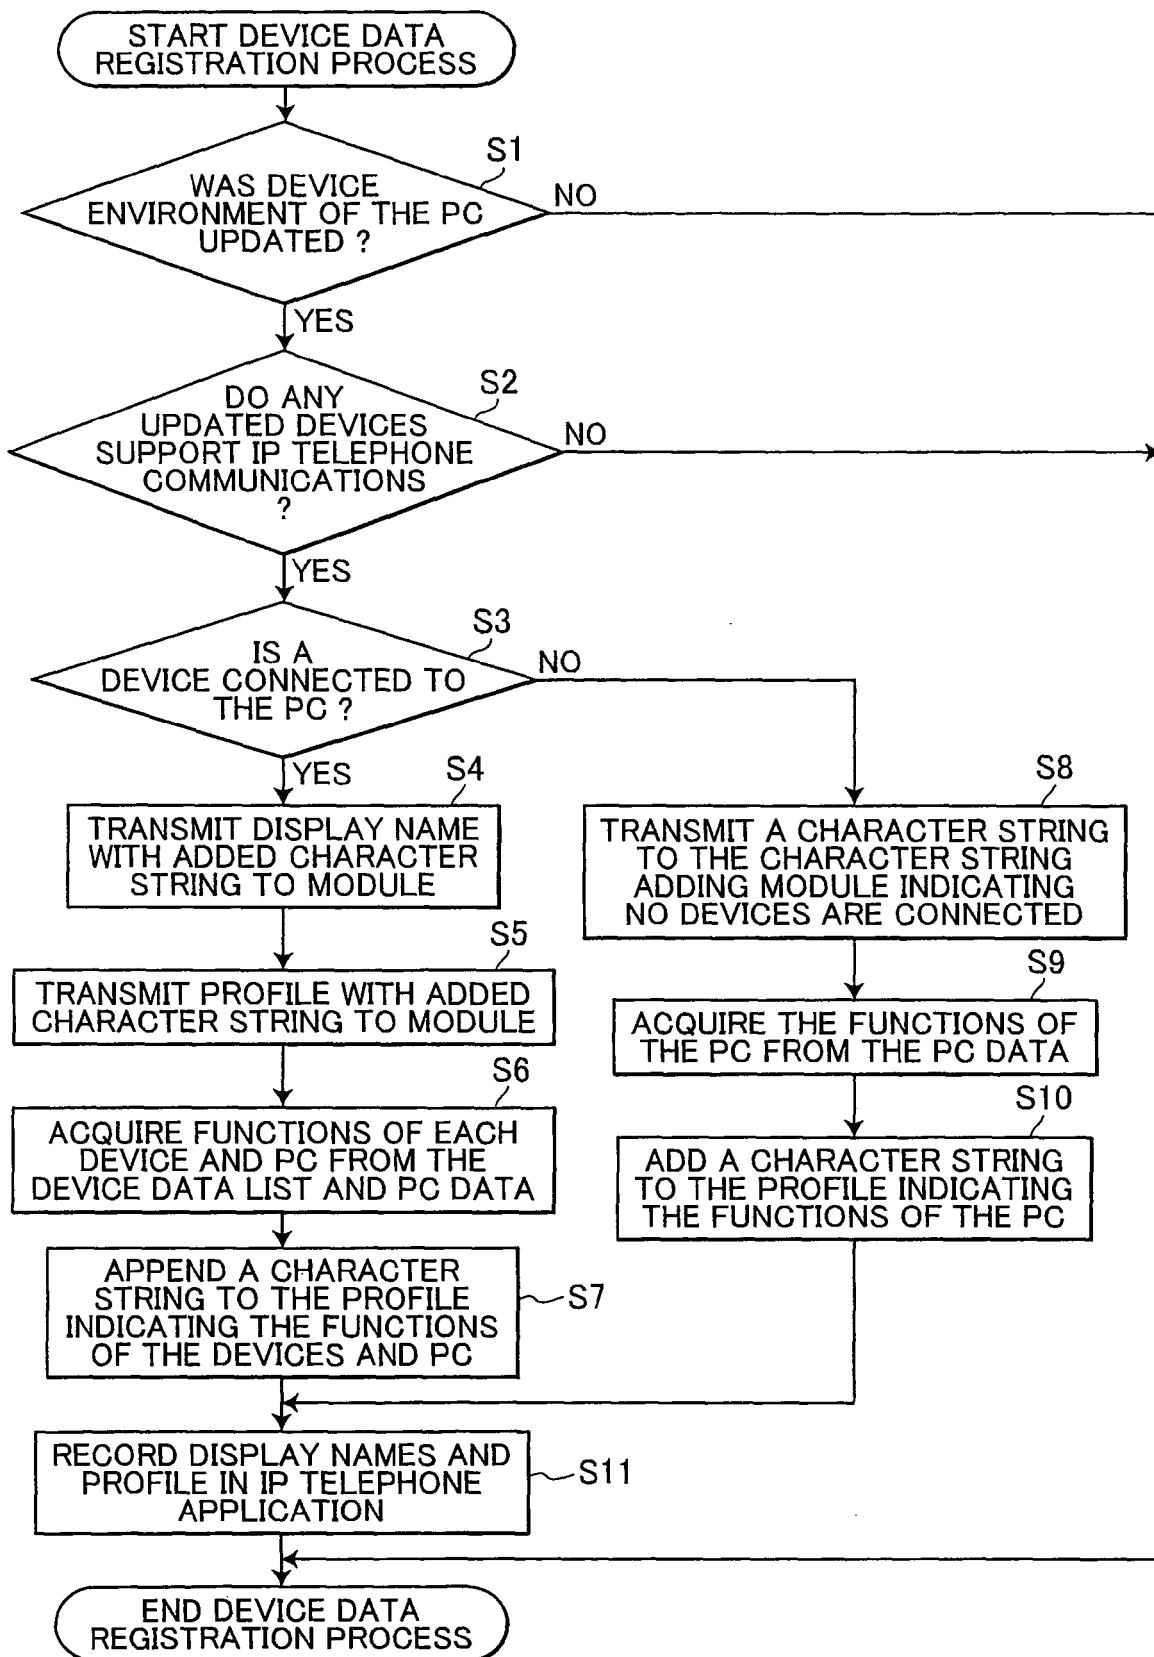 START DEVICE DATA
REGISTRATION PROCESS
S1
WAS DEVICE
ENVIRONMENT OF THE PC
UPDATED ?
NO
YES
S2
DO ANY
UPDATED DEVICES
SUPPORT IP TELEPHONE
COMMUNICATIONS
?
NO
YES
S3
IS A
DEVICE CONNECTED TO
THE PC ?
NO
YES
S4
TRANSMIT DISPLAY NAME
WITH ADDED CHARACTER
STRING TO MODULE
S5
TRANSMIT PROFILE WITH ADDED
CHARACTER STRING TO MODULE
S6
ACQUIRE FUNCTIONS OF EACH
DEVICE AND PC FROM THE
DEVICE DATA LIST AND PC DATA
APPEND A CHARACTER
STRING TO THE PROFILE
INDICATING THE FUNCTIONS
OF THE DEVICES AND PC
S7
S8
TRANSMIT A CHARACTER STRING
TO THE CHARACTER STRING
ADDING MODULE INDICATING
NO DEVICES ARE CONNECTED
S9
ACQUIRE THE FUNCTIONS OF
THE PC FROM THE PC DATA
S10
ADD A CHARACTER STRING
TO THE PROFILE INDICATING
THE FUNCTIONS OF THE PC
RECORD DISPLAY NAMES AND
PROFILE IN IP TELEPHONE
APPLICATION
S11
END DEVICE DATA
REGISTRATION PROCESS